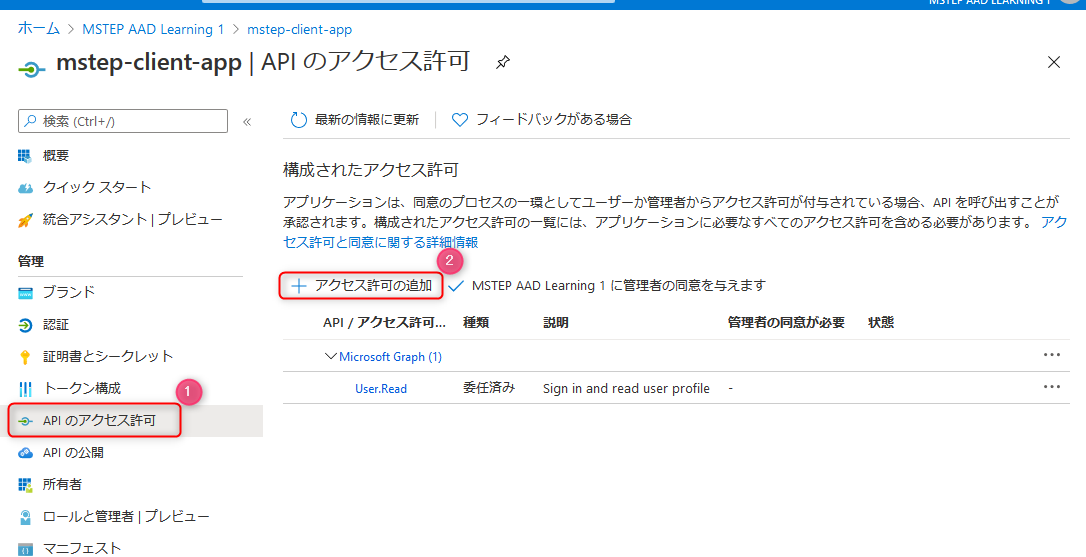 MSTEP AAD LEARNING 1
ホーム > MSTEP AAD Learning 1 > mstep-client-app
mstep-client-app | API のアクセス許可
検索 (Ctrl+/)
«
最新の情報に更新
フィードバックがある場合
概要
クイック スタート
統合アシスタント | プレビュー
管理
ブランド
認証
証明書とシークレット
トークン構成
1
API のアクセス許可
API の公開
所有者
ロールと管理者 | プレビュー
マニフェスト
構成されたアクセス許可
アプリケーションは、同意のプロセスの一環としてユーザーか管理者からアクセス許可が付与されている場合、API を呼び出すことが
承認されます。構成されたアクセス許可の一覧には、アプリケーションに必要なすべてのアクセス許可を含める必要があります。 アク
セス許可と同意に関する詳細情報
2
アクセス許可の追加
MSTEP AAD Learning 1 に管理者の同意を与えます
API / アクセス許可... 種類 説明 管理者の同意が必要 状態
Microsoft Graph (1) ...
User.Read 委任済み Sign in and read user profile - ...